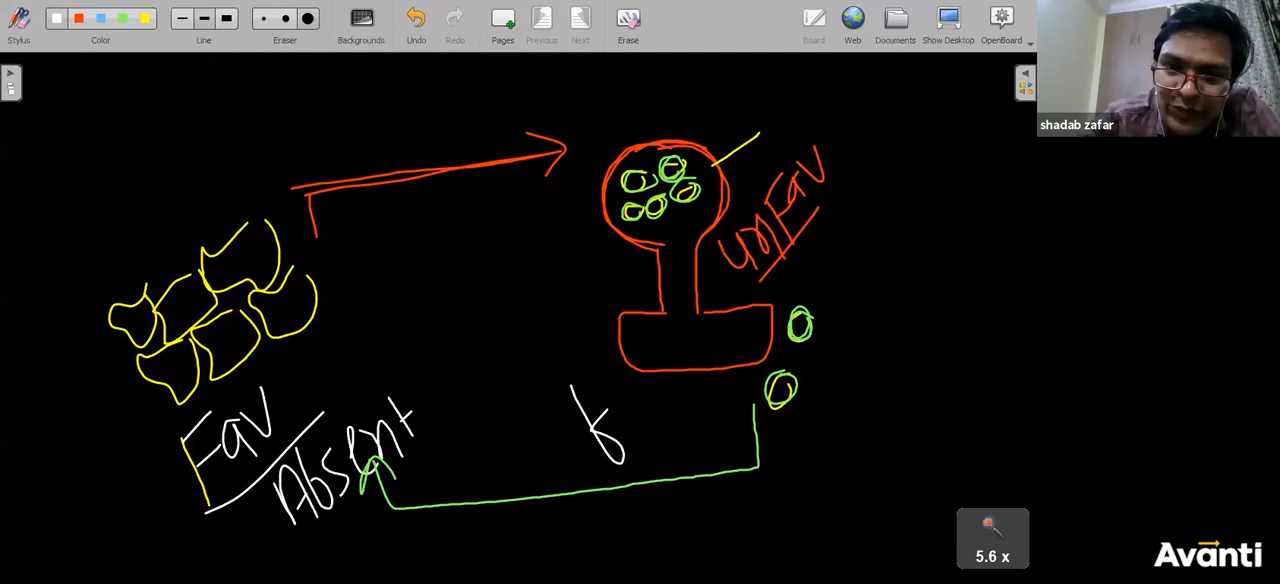 Stylus
Color
Line
Eraser
Backgrounds
Undo
Redo
Pages
Previous
Next
Erase
Board
Web
Documents
Show Desktop
OpenBoard
shadab zafar
UnFav
Fav
Absent
5.6 x
Avanti